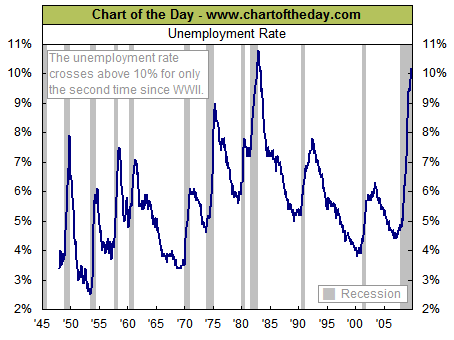 Chart of the Day - www.chartoftheday.com
Unemployment Rate
11% 11%
The unemployment rate
crosses above 10% for only
the second time since WWII.
10% 10%
9% 9%
8% 8%
7% 7%
6% 6%
5% 5%
4% 4%
3% 3%
Recession
2% 2%
'45 '50 '55 '60 '65 '70 '75 '80 '85 '90 '95 '00 '05